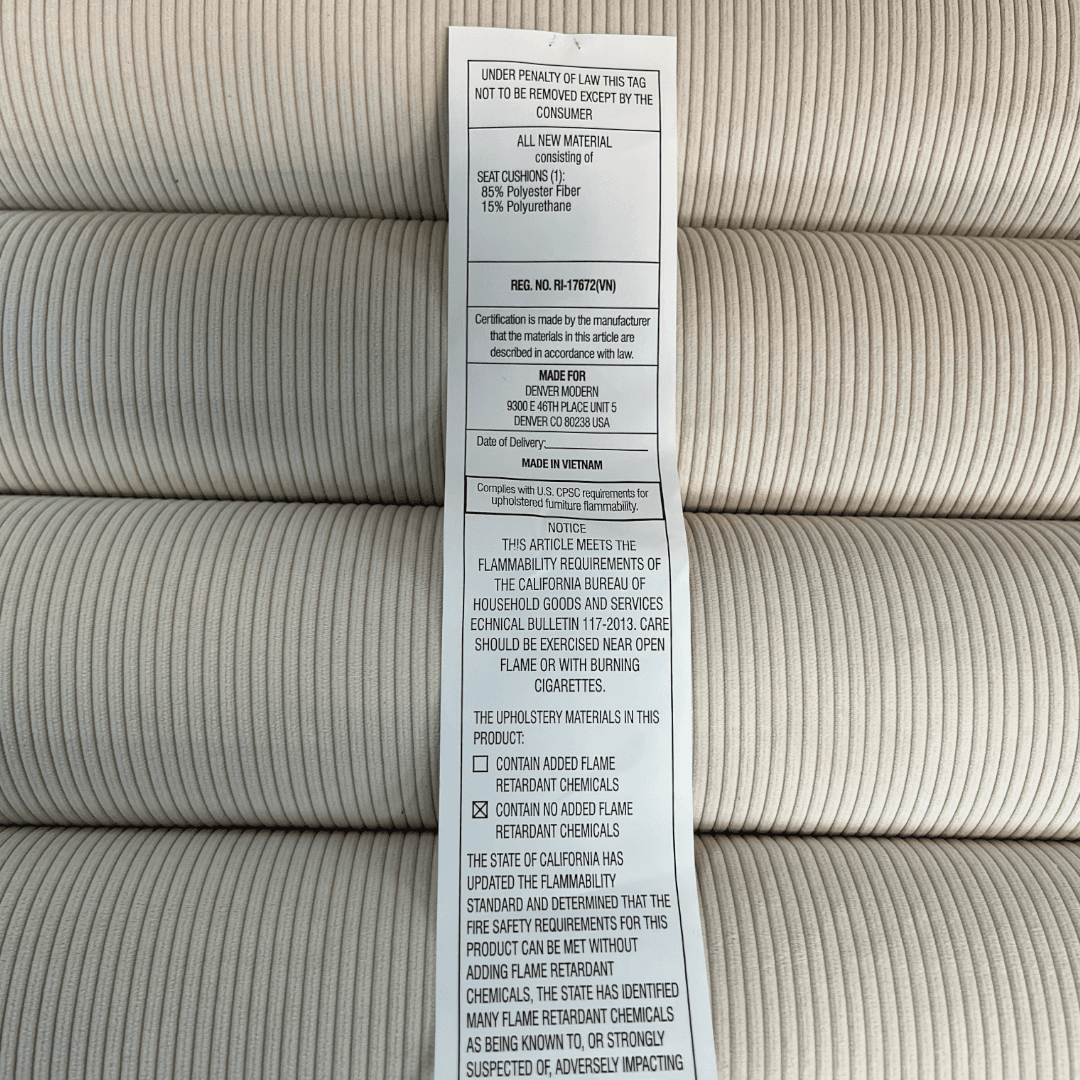 UNDER PENALTY OF LAW THIS TAG
NOT TO BE REMOVED EXCEPT BY THE
CONSUMER
ALL NEW MATERIAL
consisting of
SEAT CUSHIONS (1):
85% Polyester Fiber
15% Polyurethane
REG. NO. RI-17672(VN)
Certification is made by the manufacturer
that the materials in this article are
described in accordance with law.
MADE FOR
DENVER MODERN
9300 E 46TH PLACE UNIT 5
DENVER CO 80238 USA
Date of Delivery:
MADE IN VIETNAM
Complies with U.S. CPSC requirements for
upholstered furniture flammability.
NOTICE
THIS ARTICLE MEETS THE
FLAMMABILITY REQUIREMENTS OF
THE CALIFORNIA BUREAU OF
HOUSEHOLD GOODS AND SERVICES
ECHNICAL BULLETIN 117-2013. CARE
SHOULD BE EXERCISED NEAR OPEN
FLAME OR WITH BURNING
CIGARETTES.
THE UPHOLSTERY MATERIALS IN THIS
PRODUCT:
CONTAIN ADDED FLAME
RETARDANT CHEMICALS
CONTAIN NO ADDED FLAME
RETARDANT CHEMICALS
THE STATE OF CALIFORNIA HAS
UPDATED THE FLAMMABILITY
STANDARD AND DETERMINED THAT THE
FIRE SAFETY REQUIREMENTS FOR THIS
PRODUCT CAN BE MET WITHOUT
ADDING FLAME RETARDANT
CHEMICALS, THE STATE HAS IDENTIFIED
MANY FLAME RETARDANT CHEMICALS
AS BEING KNOWN TO, OR STRONGLY
SUSPECTED OF, ADVERSELY IMPACTING